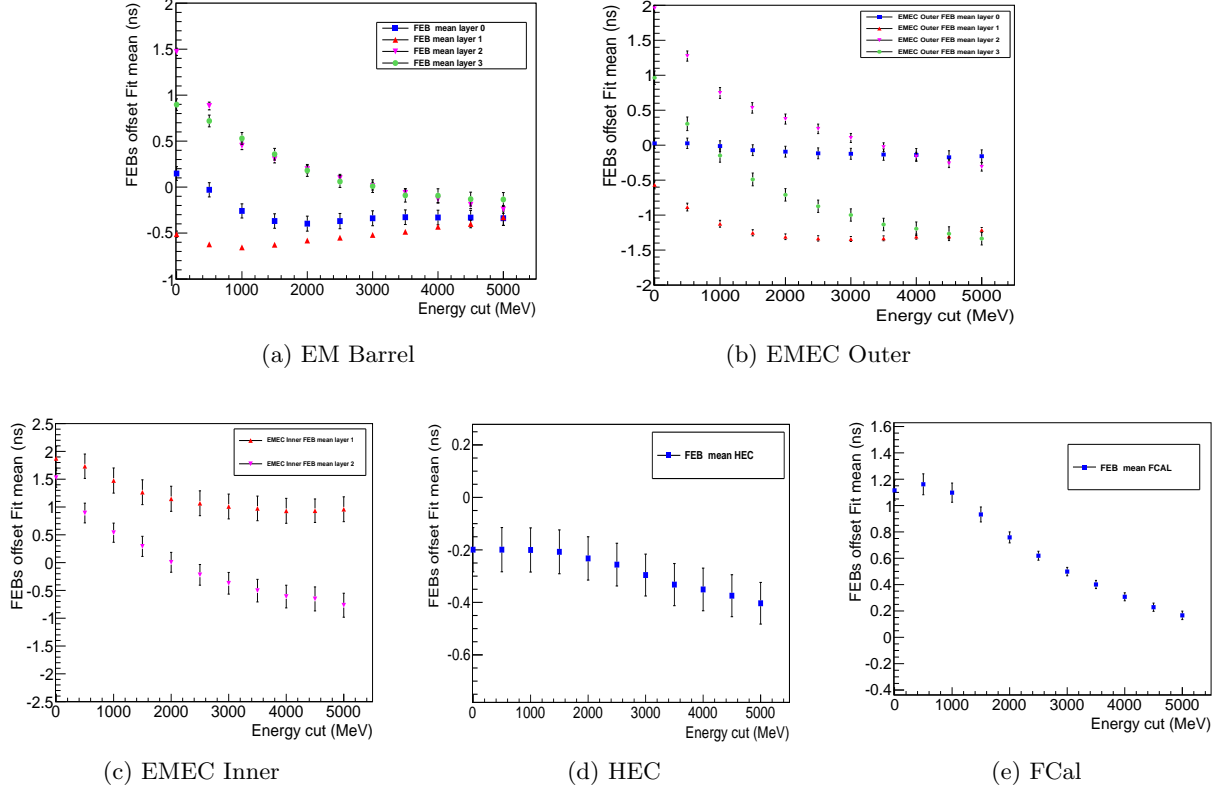 FEBs offset Fit mean (ns)
2
1.5
1
0.5
0
-0.5
-1
FEB mean layer 0
FEB mean layer 1
FEB mean layer 2
FEB mean layer 3
0 1000 2000 3000 4000 5000
Energy cut (MeV)
(a) EM Barrel
FEBs offset Fit mean (ns)
2
1.5
1
0.5
0
-0.5
-1
-1.5
-2
EMEC Outer FEB mean layer 0
EMEC Outer FEB mean layer 1
EMEC Outer FEB mean layer 2
EMEC Outer FEB mean layer 3
0 1000 2000 3000 4000 5000
Energy cut (MeV)
(b) EMEC Outer
FEBs offset Fit mean (ns)
2.5
2
1.5
1
0.5
0
-0.5
-1
-1.5
-2
-2.5
EMEC Inner FEB mean layer 1
EMEC Inner FEB mean layer 2
0 1000 2000 3000 4000 5000
Energy cut (MeV)
(c) EMEC Inner
FEBs offset Fit mean (ns)
0.2
0
-0.2
-0.4
-0.6
FEB mean HEC
0 1000 2000 3000 4000 5000
Energy cut (MeV)
(d) HEC
FEBs offset Fit mean (ns)
1.6
1.4
1.2
1
0.8
0.6
0.4
0.2
0
-0.2
-0.4
FEB mean FCAL
0 1000 2000 3000 4000 5000
Energy cut (MeV)
(e) FCal